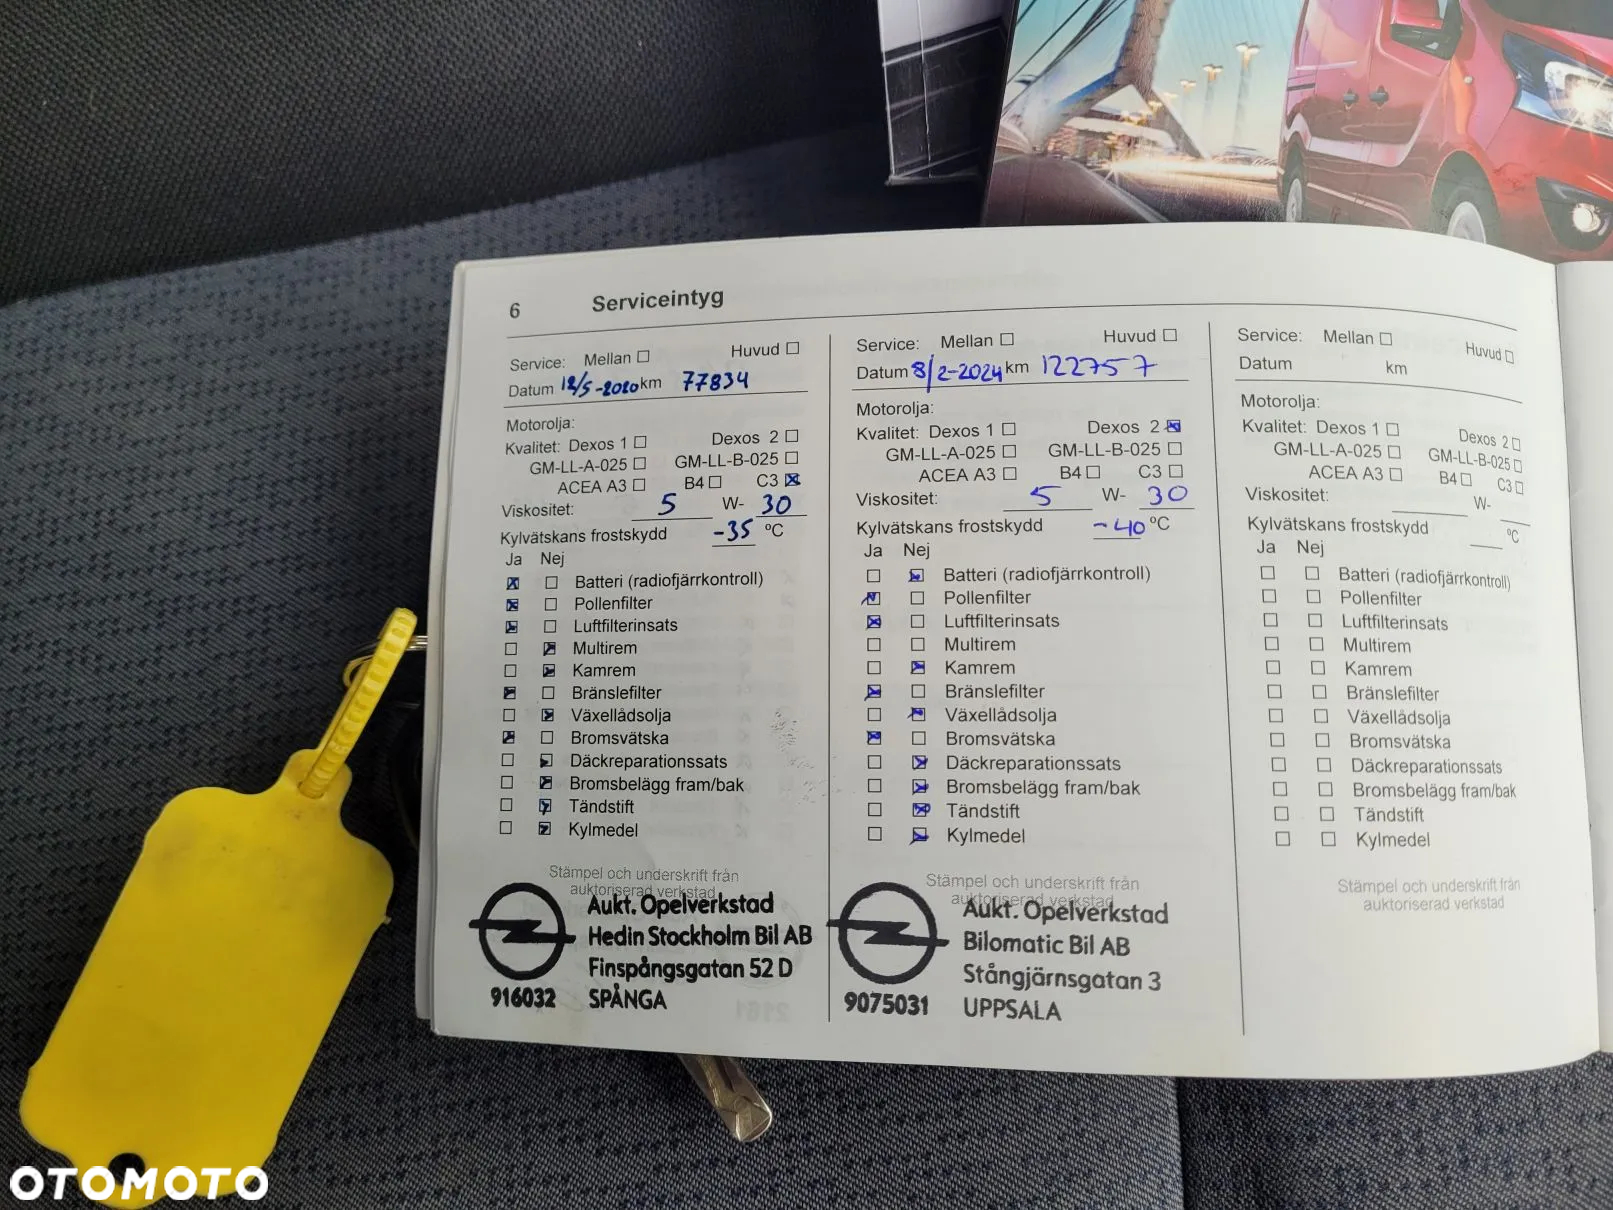 6 Serviceintyg
Service: Mellan ☐ Huvud ☐
Datum 12/5-2020 km 77834
Motorolja:
Kvalitet: Dexos 1 ☐ Dexos 2 ☐
GM-LL-A-025 ☐ GM-LL-B-025 ☐
ACEA A3 ☐ B4 ☐ C3 ☒
Viskositet: 5 W- 30
Kylvätskans frostskydd -35 °C
Ja Nej
☒ ☐ Batteri (radiofjärrkontroll)
☒ ☐ Pollenfilter
☒ ☐ Luftfilterinsats
☐ ☒ Multirem
☐ ☒ Kamrem
☒ ☐ Bränslefilter
☐ ☒ Växellådsolja
☒ ☐ Bromsvätska
☐ ☒ Däckreparationssats
☐ ☒ Bromsbelägg fram/bak
☐ ☒ Tändstift
☐ ☒ Kylmedel
Stämpel och underskrift från
auktoriserad verkstad
Aukt. Opelverkstad
Hedin Stockholm Bil AB
Finspångsgatan 52 D
916032 SPÅNGA
Service: Mellan ☐ Huvud ☐
Datum 8/2-2024 km 122757
Motorolja:
Kvalitet: Dexos 1 ☐ Dexos 2 ☒
GM-LL-A-025 ☐ GM-LL-B-025 ☐
ACEA A3 ☐ B4 ☐ C3 ☐
Viskositet: 5 W- 30
Kylvätskans frostskydd -40 °C
Ja Nej
☐ ☒ Batteri (radiofjärrkontroll)
☒ ☐ Pollenfilter
☒ ☐ Luftfilterinsats
☐ ☐ Multirem
☐ ☒ Kamrem
☒ ☐ Bränslefilter
☐ ☒ Växellådsolja
☒ ☐ Bromsvätska
☐ ☒ Däckreparationssats
☐ ☒ Bromsbelägg fram/bak
☐ ☒ Tändstift
☐ ☒ Kylmedel
Stämpel och underskrift från
auktoriserad verkstad
Aukt. Opelverkstad
Bilomatic Bil AB
Stångjärnsgatan 3
9075031 UPPSALA
Service: Mellan ☐ Huvud ☐
Datum km
Motorolja:
Kvalitet: Dexos 1 ☐ Dexos 2 ☐
GM-LL-A-025 ☐ GM-LL-B-025 ☐
ACEA A3 ☐ B4 ☐ C3 ☐
Viskositet: W-
Kylvätskans frostskydd °C
Ja Nej
☐ ☐ Batteri (radiofjärrkontroll)
☐ ☐ Pollenfilter
☐ ☐ Luftfilterinsats
☐ ☐ Multirem
☐ ☐ Kamrem
☐ ☐ Bränslefilter
☐ ☐ Växellådsolja
☐ ☐ Bromsvätska
☐ ☐ Däckreparationssats
☐ ☐ Bromsbelägg fram/bak
☐ ☐ Tändstift
☐ ☐ Kylmedel
Stämpel och underskrift från
auktoriserad verkstad
OTOMOTO